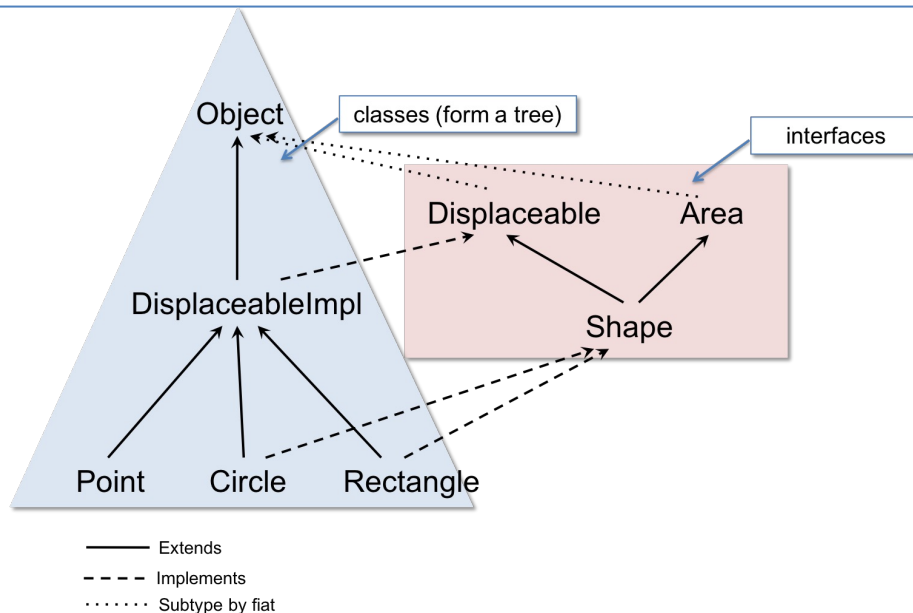 Object
classes (form a tree)
interfaces
Displaceable
Area
DisplaceableImpl
Shape
Point
Circle
Rectangle
Extends
Implements
Subtype by fiat